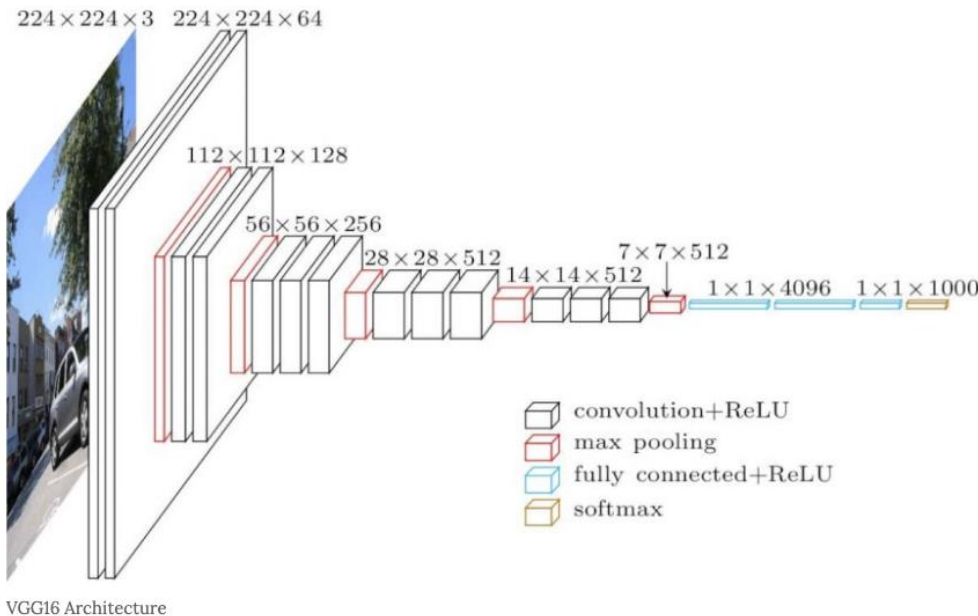 224×224×3
224×224×64
112×112×128
56×56×256
28×28×512
14×14×512
7×7×512
1×1×4096
1×1×1000
convolution+ReLU
max pooling
fully connected+ReLU
softmax
VGG16 Architecture